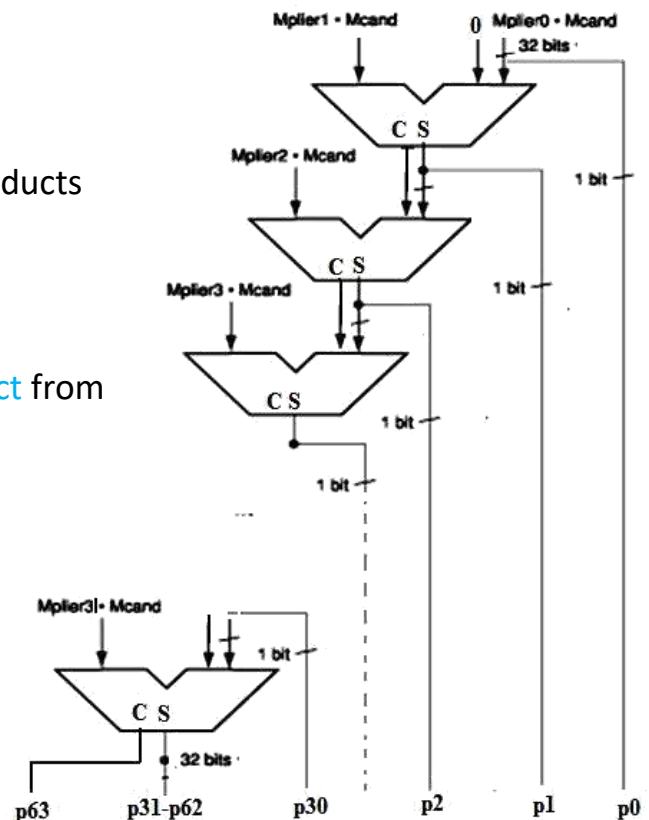 Mplier1 • Mcand
0 Mplier0 • Mcand
32 bits
C S
Mplier2 • Mcand
ducts
1 bit
C S
1 bit
Mplier3 • Mcand
ct from
C S
1 bit
1 bit
...
Mplier3l• Mcand
1 bit
C S
32 bits
p63 p31-p62 p30 p2 p1 p0